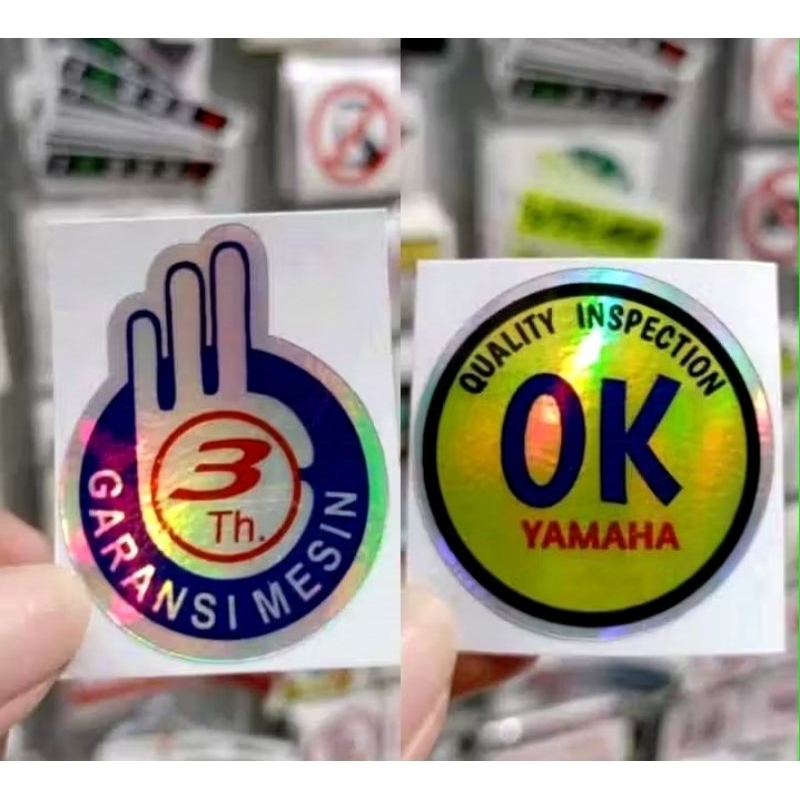 3
Th.
GARANSI MESIN
QUALITY INSPECTION
OK
YAMAHA